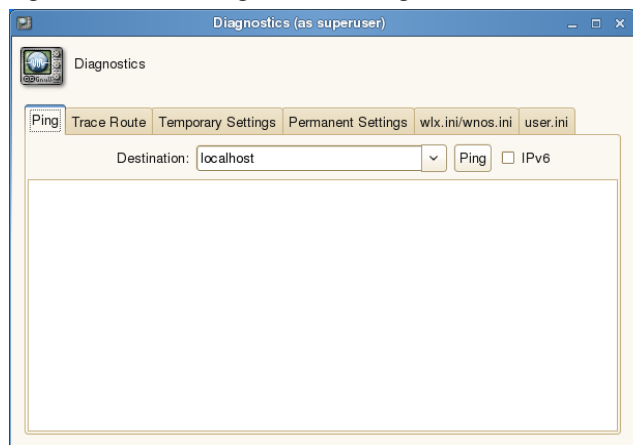 Diagnostics (as superuser)
Diagnostics
Ping Trace Route Temporary Settings Permanent Settings wlx.ini/wnos.ini user.ini
Destination: localhost Ping IPv6